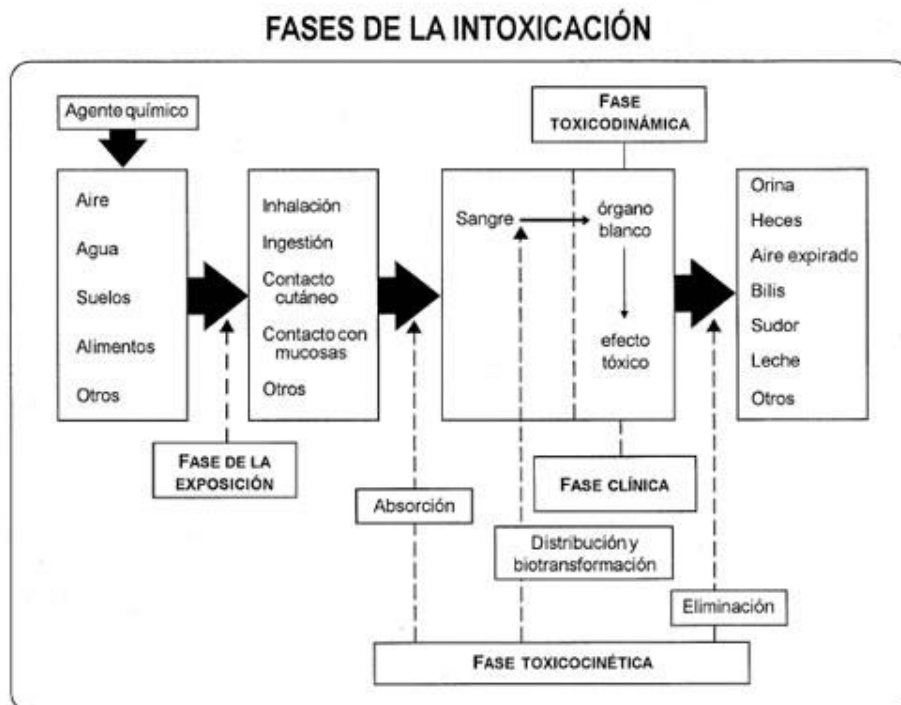 FASES DE LA INTOXICACIÓN
Agente químico
Aire
Agua
Suelos
Alimentos
Otros
FASE DE LA
EXPOSICIÓN
Inhalación
Ingestión
Contacto
cutáneo
Contacto con
mucosas
Otros
Absorción
FASE
TOXICODINÁMICA
Sangre
órgano
blanco
efecto
tóxico
FASE CLÍNICA
Distribución y
biotransformación
Orina
Heces
Aire expirado
Bilis
Sudor
Leche
Otros
Eliminación
FASE TOXICOCINÉTICA